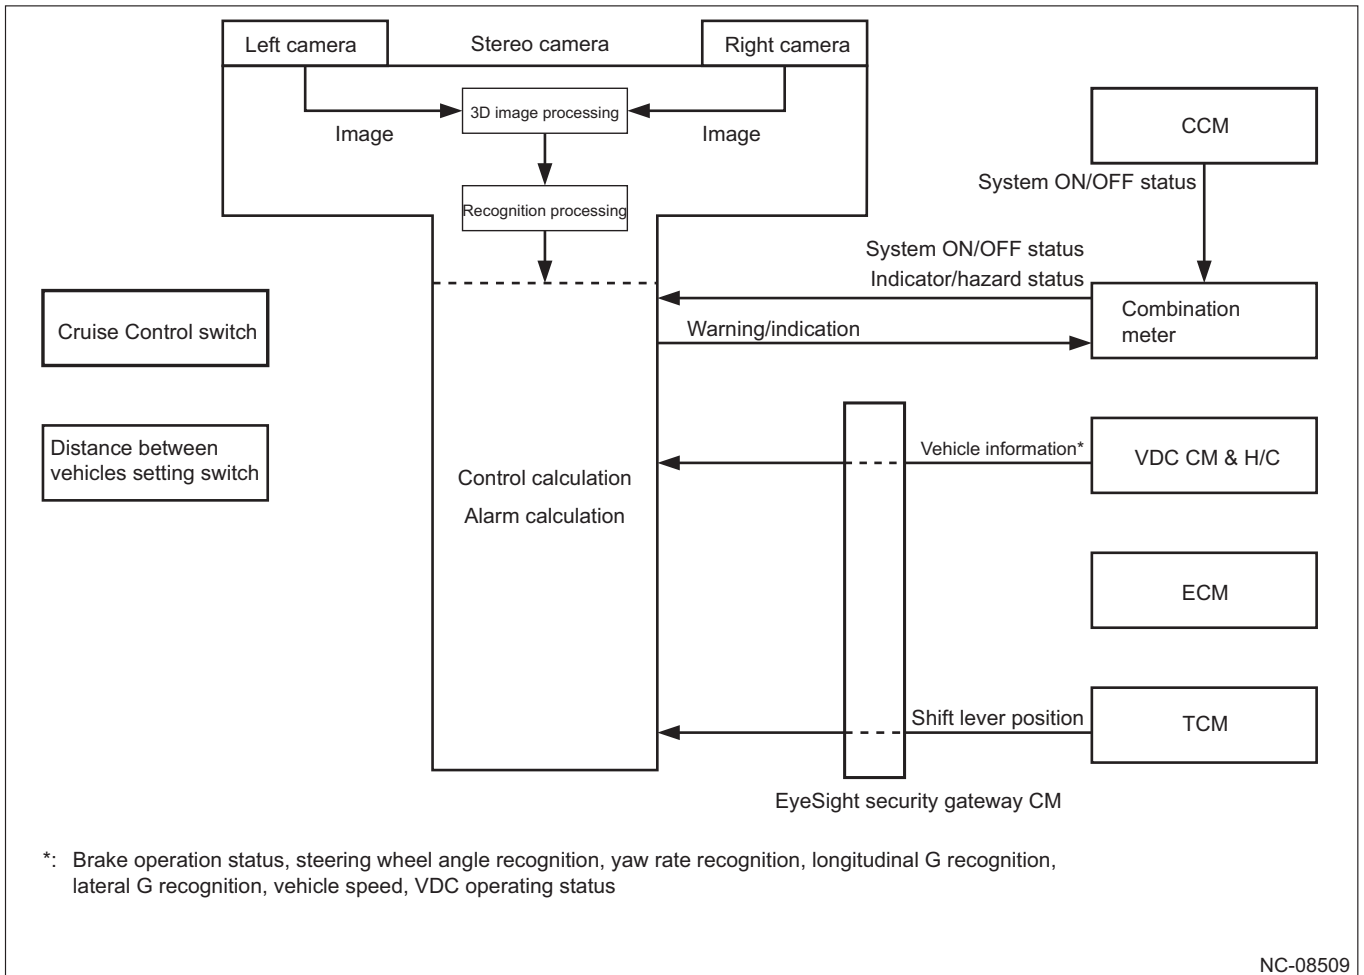 Left camera
Stereo camera
Right camera
3D image processing
Image
Image
CCM
System ON/OFF status
Recognition processing
System ON/OFF status
Indicator/hazard status
Cruise Control switch
Warning/indication
Combination
meter
Distance between
vehicles setting switch
Control calculation
Alarm calculation
Vehicle information*
VDC CM & H/C
ECM
Shift lever position
TCM
EyeSight security gateway CM
*: Brake operation status, steering wheel angle recognition, yaw rate recognition, longitudinal G recognition,
lateral G recognition, vehicle speed, VDC operating status
NC-08509